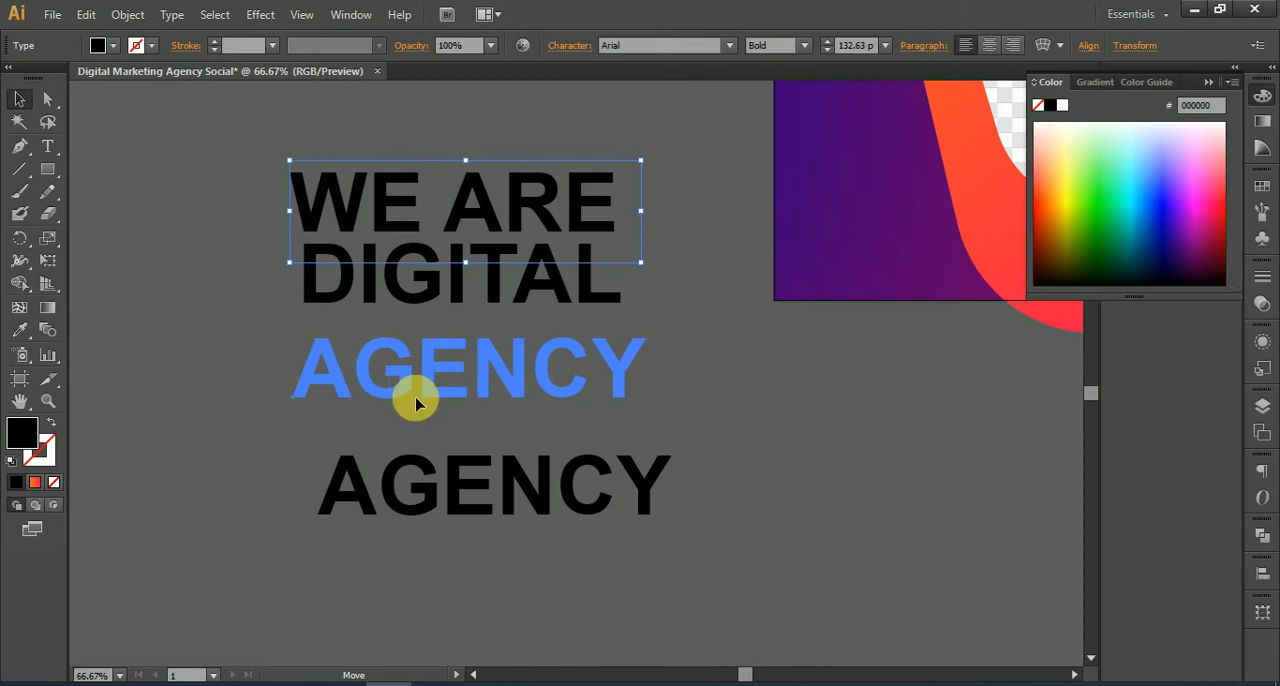 Ai File Edit Object Type Select Effect View Window Help Br Essentials
Type Stroke: Opacity: 100% Character: Arial Bold 132.63 p Paragraph: Align Transform
Digital Marketing Agency Social* @ 66.67% (RGB/Preview) ×
Color Gradient Color Guide
# 000000
WE ARE
DIGITAL
AGENCY
AGENCY
66.67% 1 Move